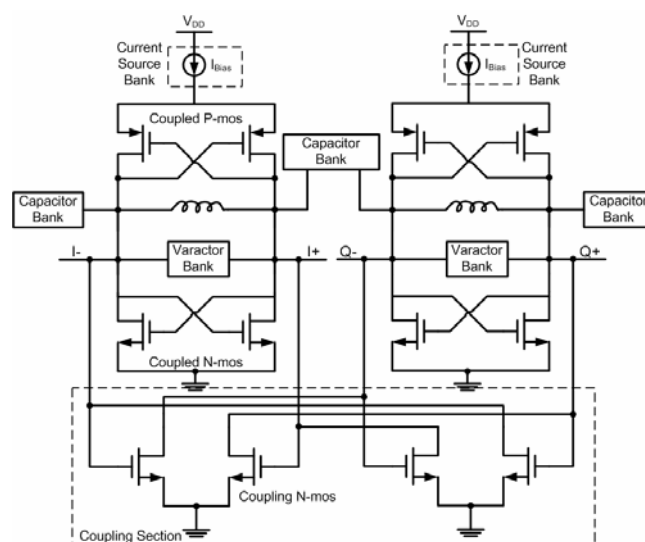 VDD
VDD
Current
Source
Bank
IBias
IBias
Current
Source
Bank
Coupled P-mos
Capacitor
Bank
Capacitor
Bank
Capacitor
Bank
I-
Varactor
Bank
I+
Q-
Varactor
Bank
Q+
Coupled N-mos
Coupling N-mos
Coupling Section